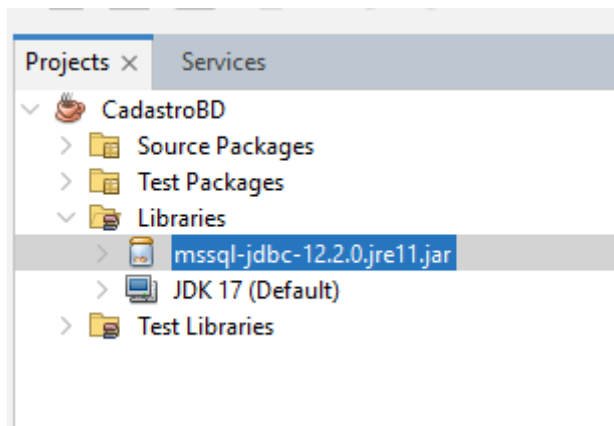 Projects × Services
CadastroBD
Source Packages
Test Packages
Libraries
mssql-jdbc-12.2.0.jre11.jar
JDK 17 (Default)
Test Libraries